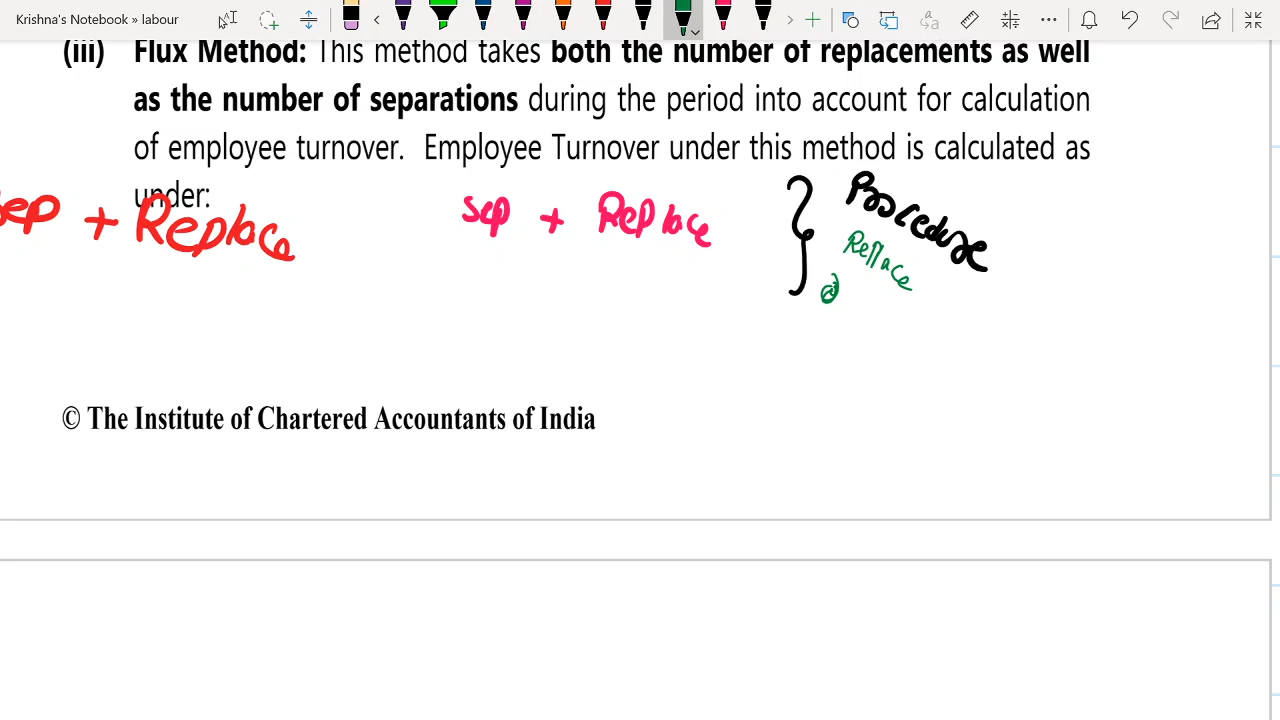 Krishna's Notebook » labour
(iii) Flux Method: This method takes both the number of replacements as well
as the number of separations during the period into account for calculation
of employee turnover. Employee Turnover under this method is calculated as
under:
Sep + Replace
Sep + Replace
Procedure
Replace
© The Institute of Chartered Accountants of India